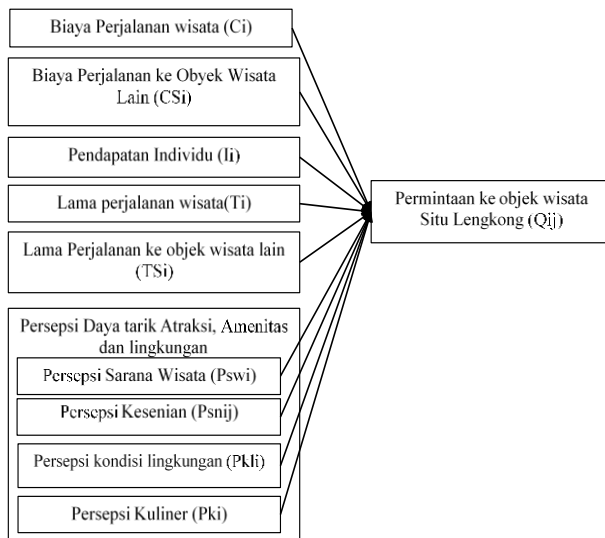 Biaya Perjalanan wisata (Ci)
Biaya Perjalanan ke Obyek Wisata
Lain (CSi)
Pendapatan Individu (Ii)
Lama perjalanan wisata(Ti)
Lama Perjalanan ke objek wisata lain
(TSi)
Persepsi Daya tarik Atraksi, Amenitas
dan lingkungan
Persepsi Sarana Wisata (Pswi)
Persepsi Kesenian (Psnij)
Persepsi kondisi lingkungan (Pkli)
Persepsi Kuliner (Pki)
Permintaan ke objek wisata
Situ Lengkong (Qij)